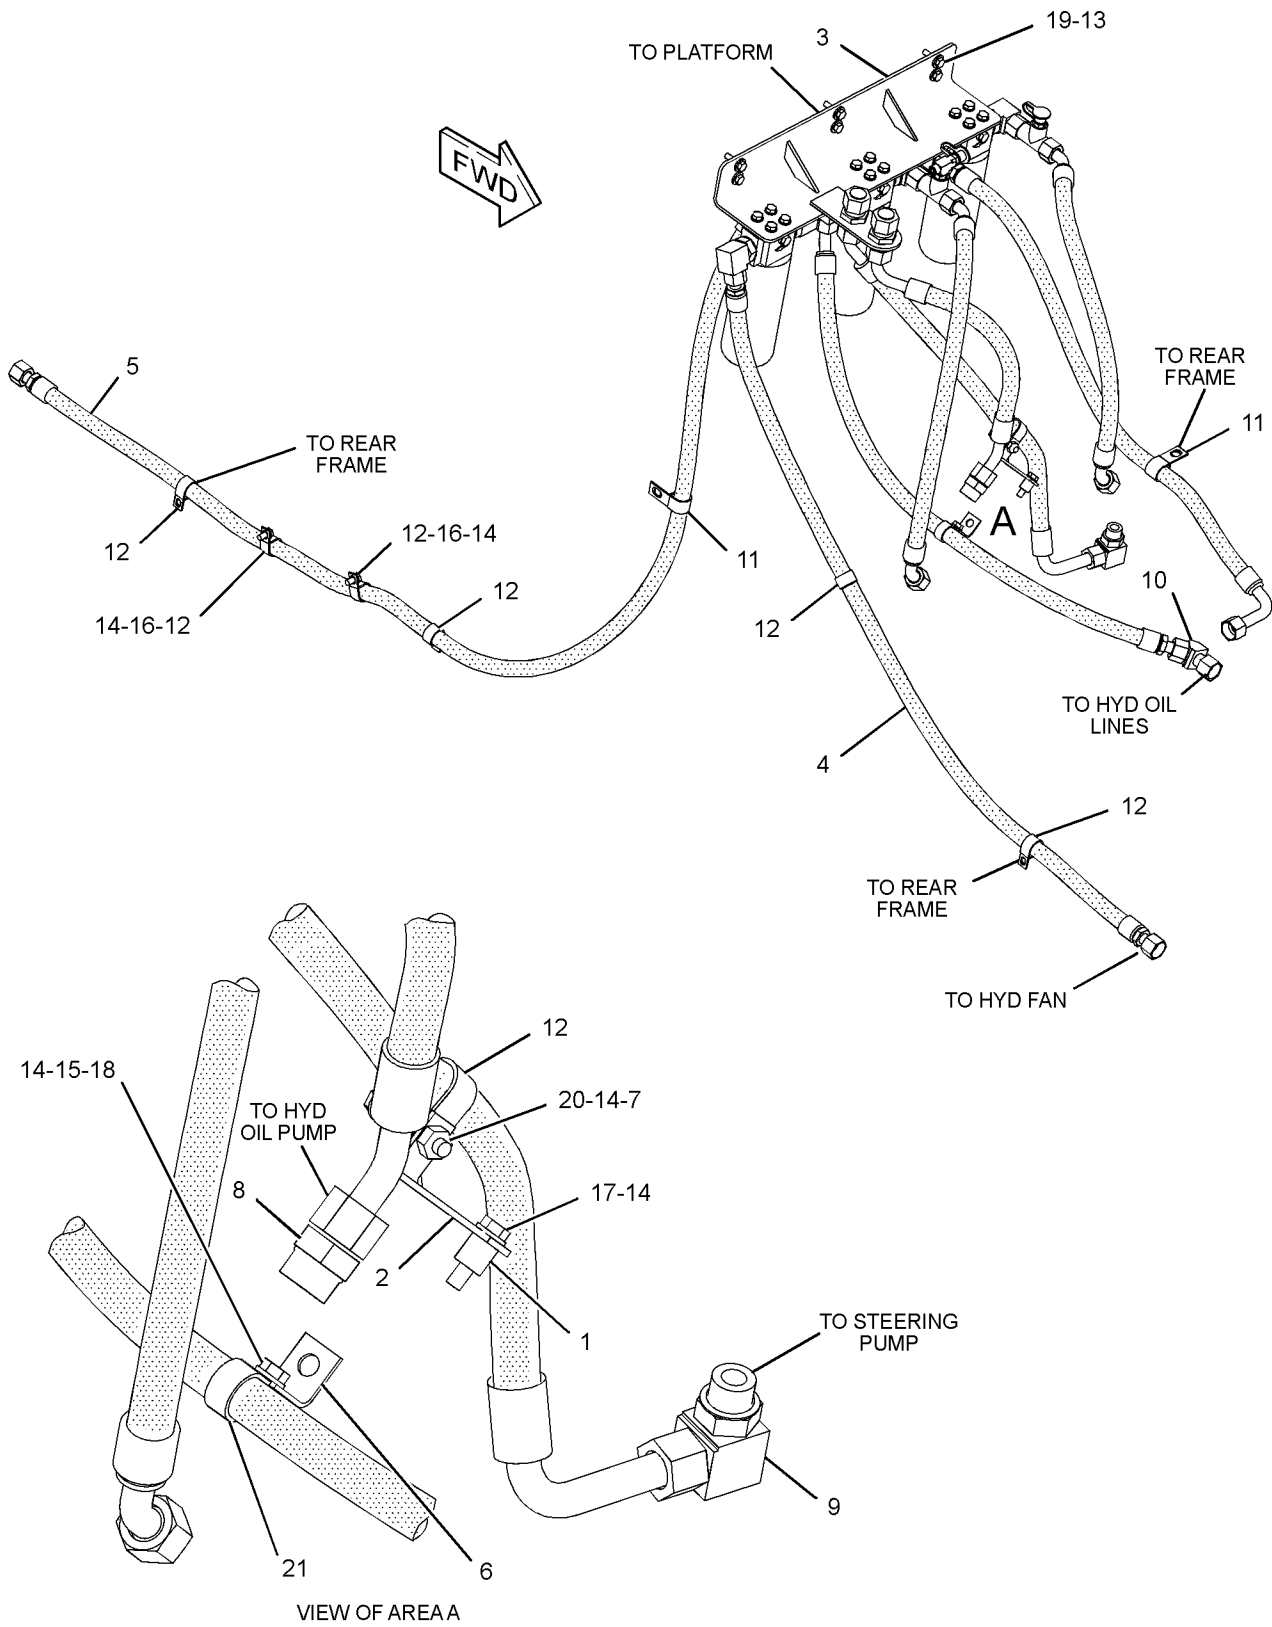 19-13
3
TO PLATFORM
FWD
5
TO REAR
FRAME
TO REAR
FRAME
11
12
12-16-14
14-16-12
12
11
A
10
12
TO HYD OIL
LINES
4
12
TO REAR
FRAME
TO HYD FAN
12
14-15-18
20-14-7
TO HYD
OIL PUMP
8
17-14
2
1
TO STEERING
PUMP
9
21
6
VIEW OF AREA A